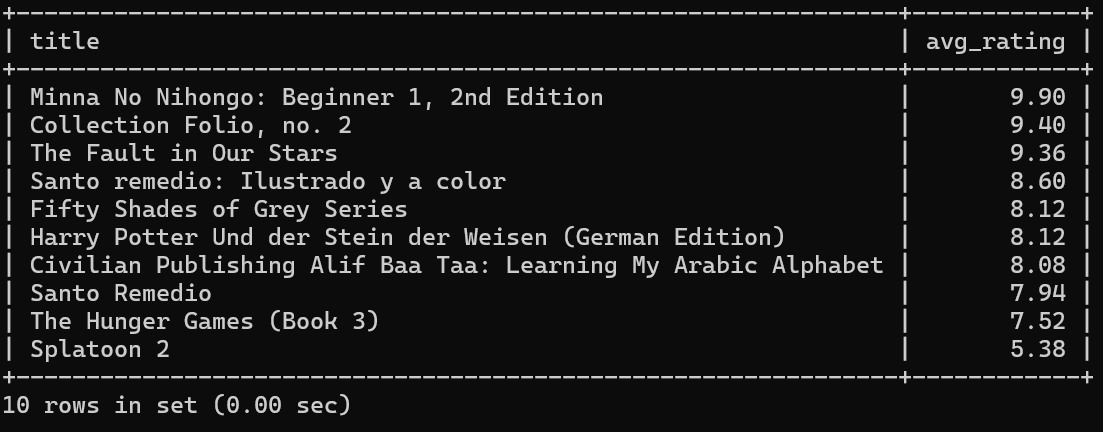 +---------------------------------------------------------------+------------+
| title                                                         | avg_rating |
+---------------------------------------------------------------+------------+
| Minna No Nihongo: Beginner 1, 2nd Edition                     |       9.90 |
| Collection Folio, no. 2                                       |       9.40 |
| The Fault in Our Stars                                        |       9.36 |
| Santo remedio: Ilustrado y a color                            |       8.60 |
| Fifty Shades of Grey Series                                   |       8.12 |
| Harry Potter Und der Stein der Weisen (German Edition)        |       8.12 |
| Civilian Publishing Alif Baa Taa: Learning My Arabic Alphabet |       8.08 |
| Santo Remedio                                                 |       7.94 |
| The Hunger Games (Book 3)                                     |       7.52 |
| Splatoon 2                                                    |       5.38 |
+---------------------------------------------------------------+------------+
10 rows in set (0.00 sec)